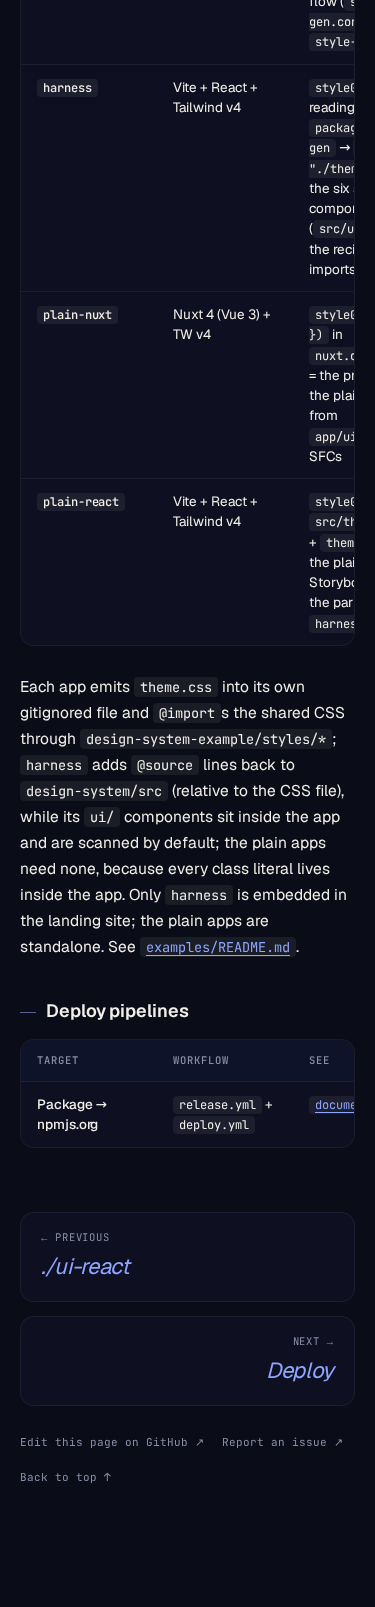 flow (
gen.co
style-
harness
Vite + React +
Tailwind v4
style
reading
packag
gen →
"./the
the six
compo
( src/u
the reci
imports
plain-nuxt
Nuxt 4 (Vue 3) +
TW v4
style
}) in
nuxt.c
= the p
the plai
from
app/ui
SFCs
plain-react
Vite + React +
Tailwind v4
style
src/th
+ them
the plai
Storybo
the par
harnes
Each app emits theme.css into its own
gitignored file and @import s the shared CSS
through design-system-example/styles/* ;
harness adds @source lines back to
design-system/src (relative to the CSS file),
while its ui/ components sit inside the app
and are scanned by default; the plain apps
need none, because every class literal lives
inside the app. Only harness is embedded in
the landing site; the plain apps are
standalone. See examples/README.md .
— Deploy pipelines
TARGET
WORKFLOW
SEE
Package →
npmjs.org
release.yml +
deploy.yml
docume
← PREVIOUS
./ui-react
NEXT →
Deploy
Edit this page on GitHub ↗ Report an issue ↗
Back to top ↑